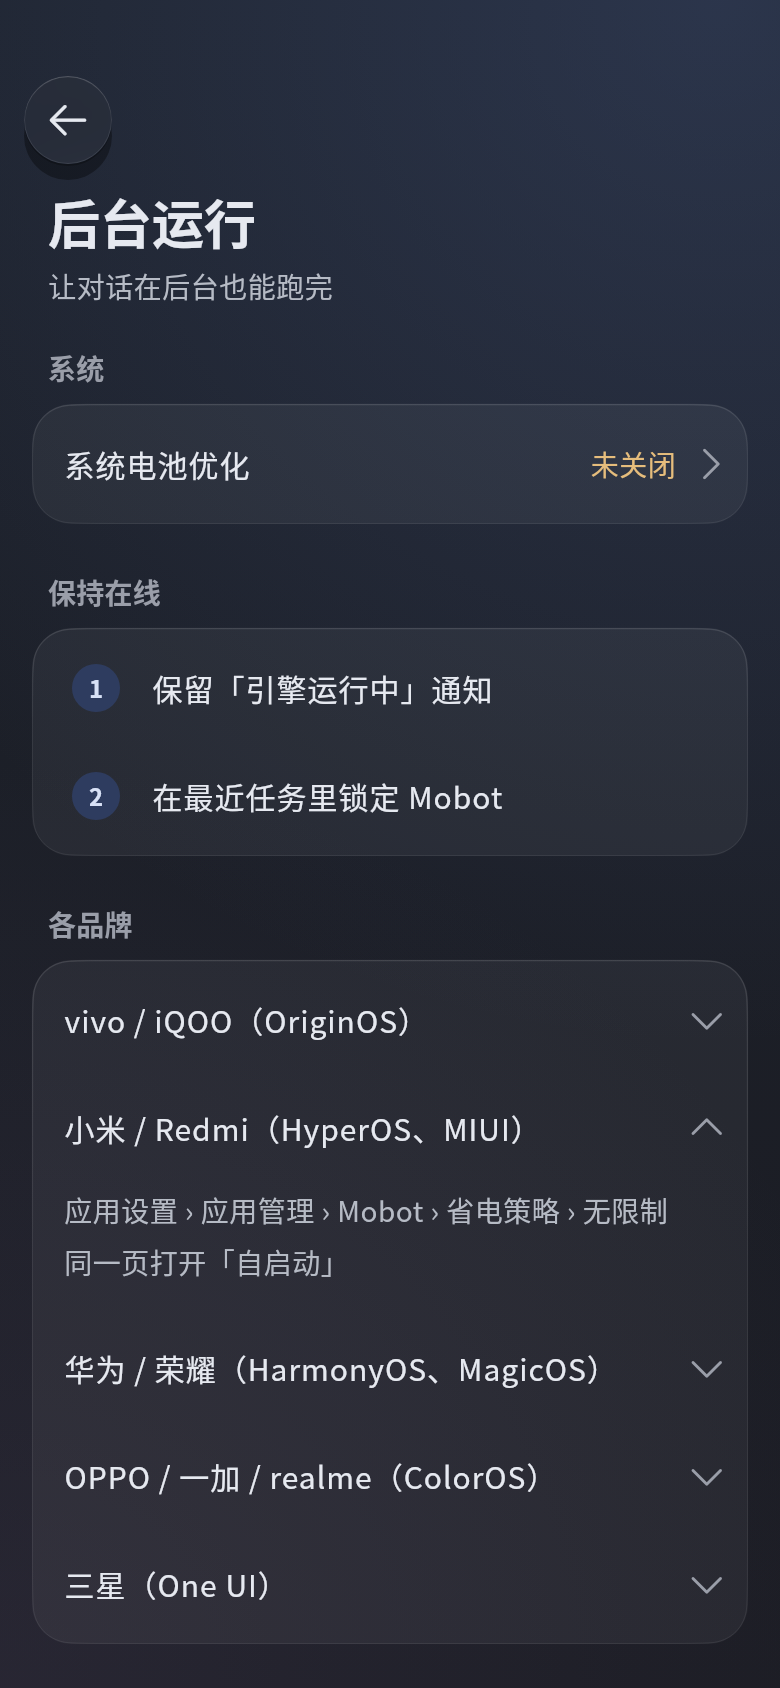 后台运行
让对话在后台也能跑完
系统
系统电池优化 未关闭
保持在线
1 保留「引擎运行中」通知
2 在最近任务里锁定 Mobot
各品牌
vivo / iQOO（OriginOS）
小米 / Redmi（HyperOS、MIUI）
应用设置 › 应用管理 › Mobot › 省电策略 › 无限制
同一页打开「自启动」
华为 / 荣耀（HarmonyOS、MagicOS）
OPPO / 一加 / realme（ColorOS）
三星（One UI）